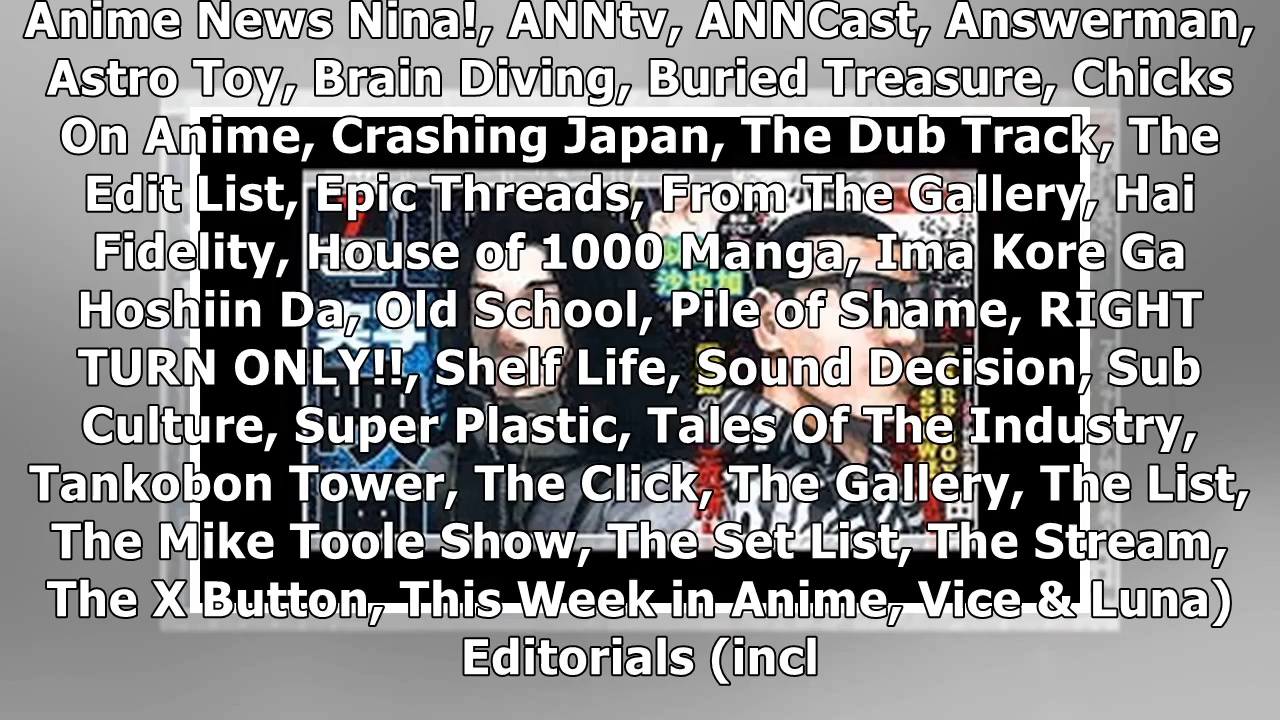 Anime News Nina!, ANNtv, ANNCast, Answerman,
Astro Toy, Brain Diving, Buried Treasure, Chicks
On Anime, Crashing Japan, The Dub Track, The
Edit List, Epic Threads, From The Gallery, Hai
Fidelity, House of 1000 Manga, Ima Kore Ga
Hoshiin Da, Old School, Pile of Shame, RIGHT
TURN ONLY!!, Shelf Life, Sound Decision, Sub
Culture, Super Plastic, Tales Of The Industry,
Tankobon Tower, The Click, The Gallery, The List,
The Mike Toole Show, The Set List, The Stream,
The X Button, This Week in Anime, Vice & Luna)
Editorials (incl